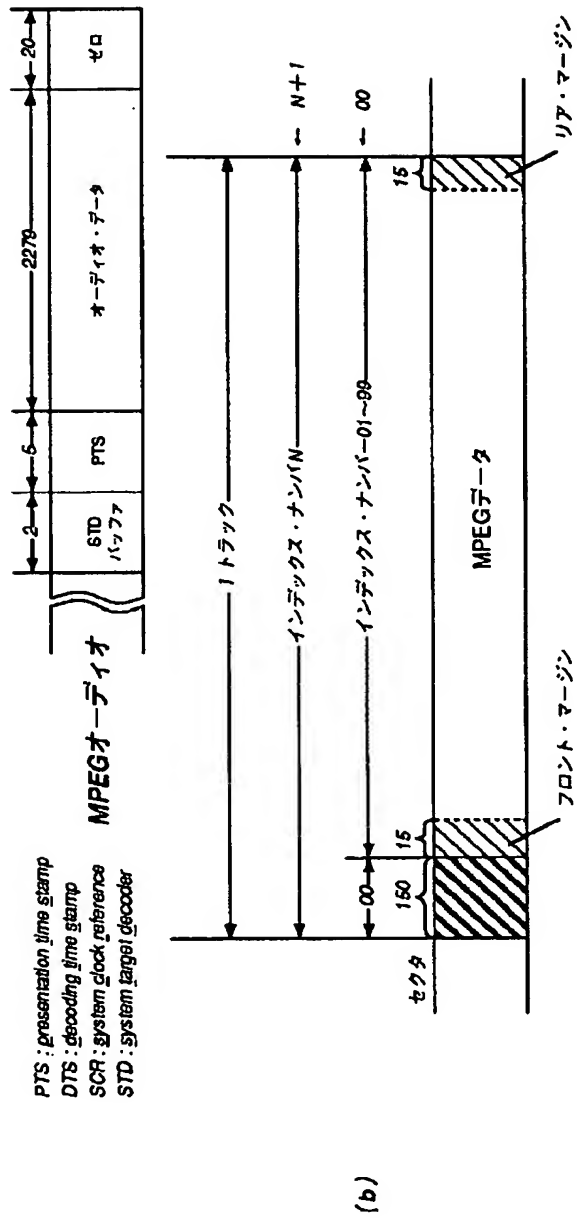 PTS : presentation time stamp
DTS : decoding time stamp
SCR : system clock reference
STD : system target decoder
MPEGオーディオ
2
5
2279
20
STD
バッファ
PTS
オーディオ・データ
ゼロ
(b)
1トラック
インデックス・ナンバN
← N+1
00
インデックス・ナンバー01~99
← 00
セクタ
150
15
15
MPEGデータ
フロント・マージン
リア・マージン